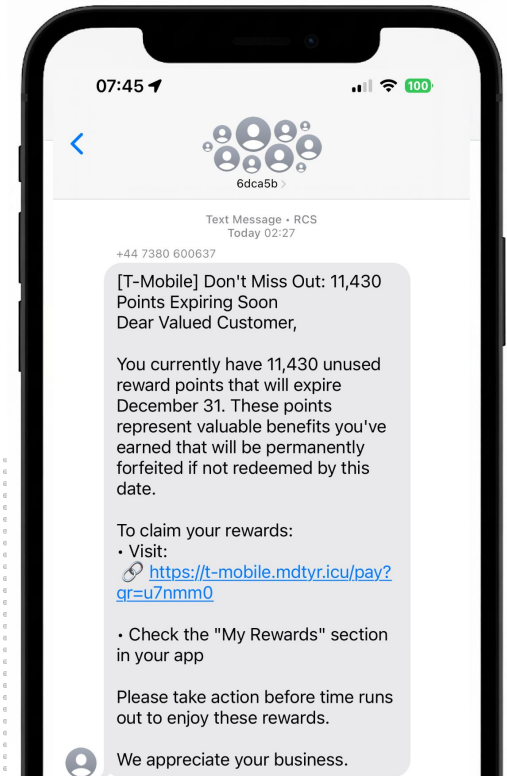 07:45
100
6dca5b
Text Message • RCS
Today 02:27
+44 7380 600637
[T-Mobile] Don't Miss Out: 11,430
Points Expiring Soon
Dear Valued Customer,
You currently have 11,430 unused
reward points that will expire
December 31. These points
represent valuable benefits you've
earned that will be permanently
forfeited if not redeemed by this
date.
To claim your rewards:
• Visit:
🔗 https://t-mobile.mdtyr.icu/pay?
qr=u7nmm0
• Check the "My Rewards" section
in your app
Please take action before time runs
out to enjoy these rewards.
We appreciate your business.